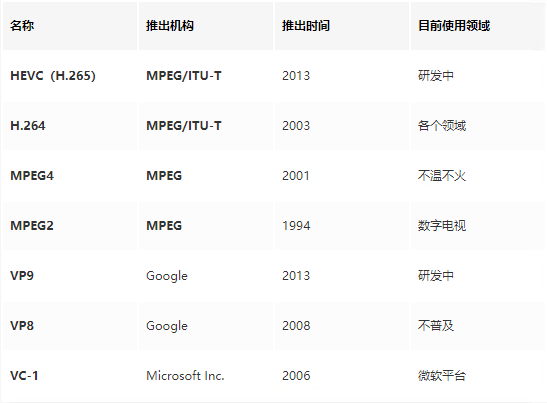 名称 推出机构 推出时间 目前使用领域
HEVC（H.265） MPEG/ITU-T 2013 研发中
H.264 MPEG/ITU-T 2003 各个领域
MPEG4 MPEG 2001 不温不火
MPEG2 MPEG 1994 数字电视
VP9 Google 2013 研发中
VP8 Google 2008 不普及
VC-1 Microsoft Inc. 2006 微软平台